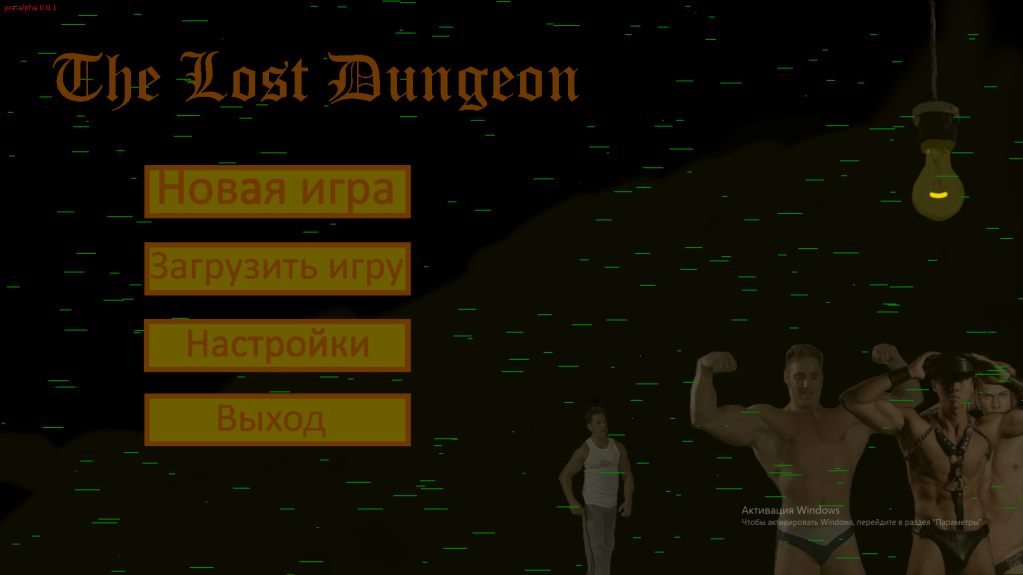 pre-alpha 0.0.1
The Lost Dungeon
Новая игра
Загрузить игру
Настройки
Выход
Активация Windows
Чтобы активировать Windows, перейдите в раздел "Параметры".